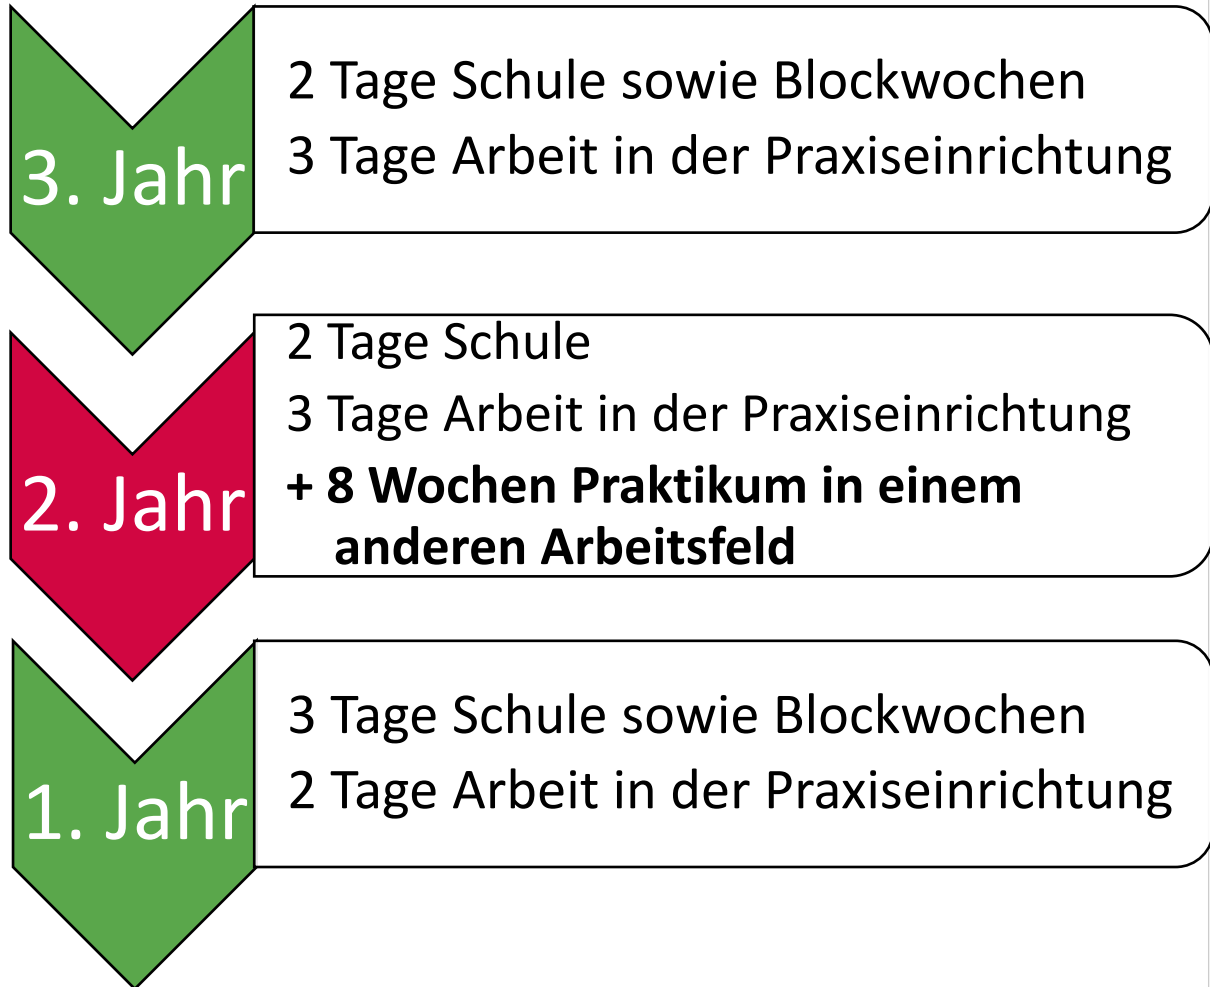 3. Jahr
2 Tage Schule sowie Blockwochen
3 Tage Arbeit in der Praxiseinrichtung
2. Jahr
2 Tage Schule
3 Tage Arbeit in der Praxiseinrichtung
+ 8 Wochen Praktikum in einem
anderen Arbeitsfeld
1. Jahr
3 Tage Schule sowie Blockwochen
2 Tage Arbeit in der Praxiseinrichtung